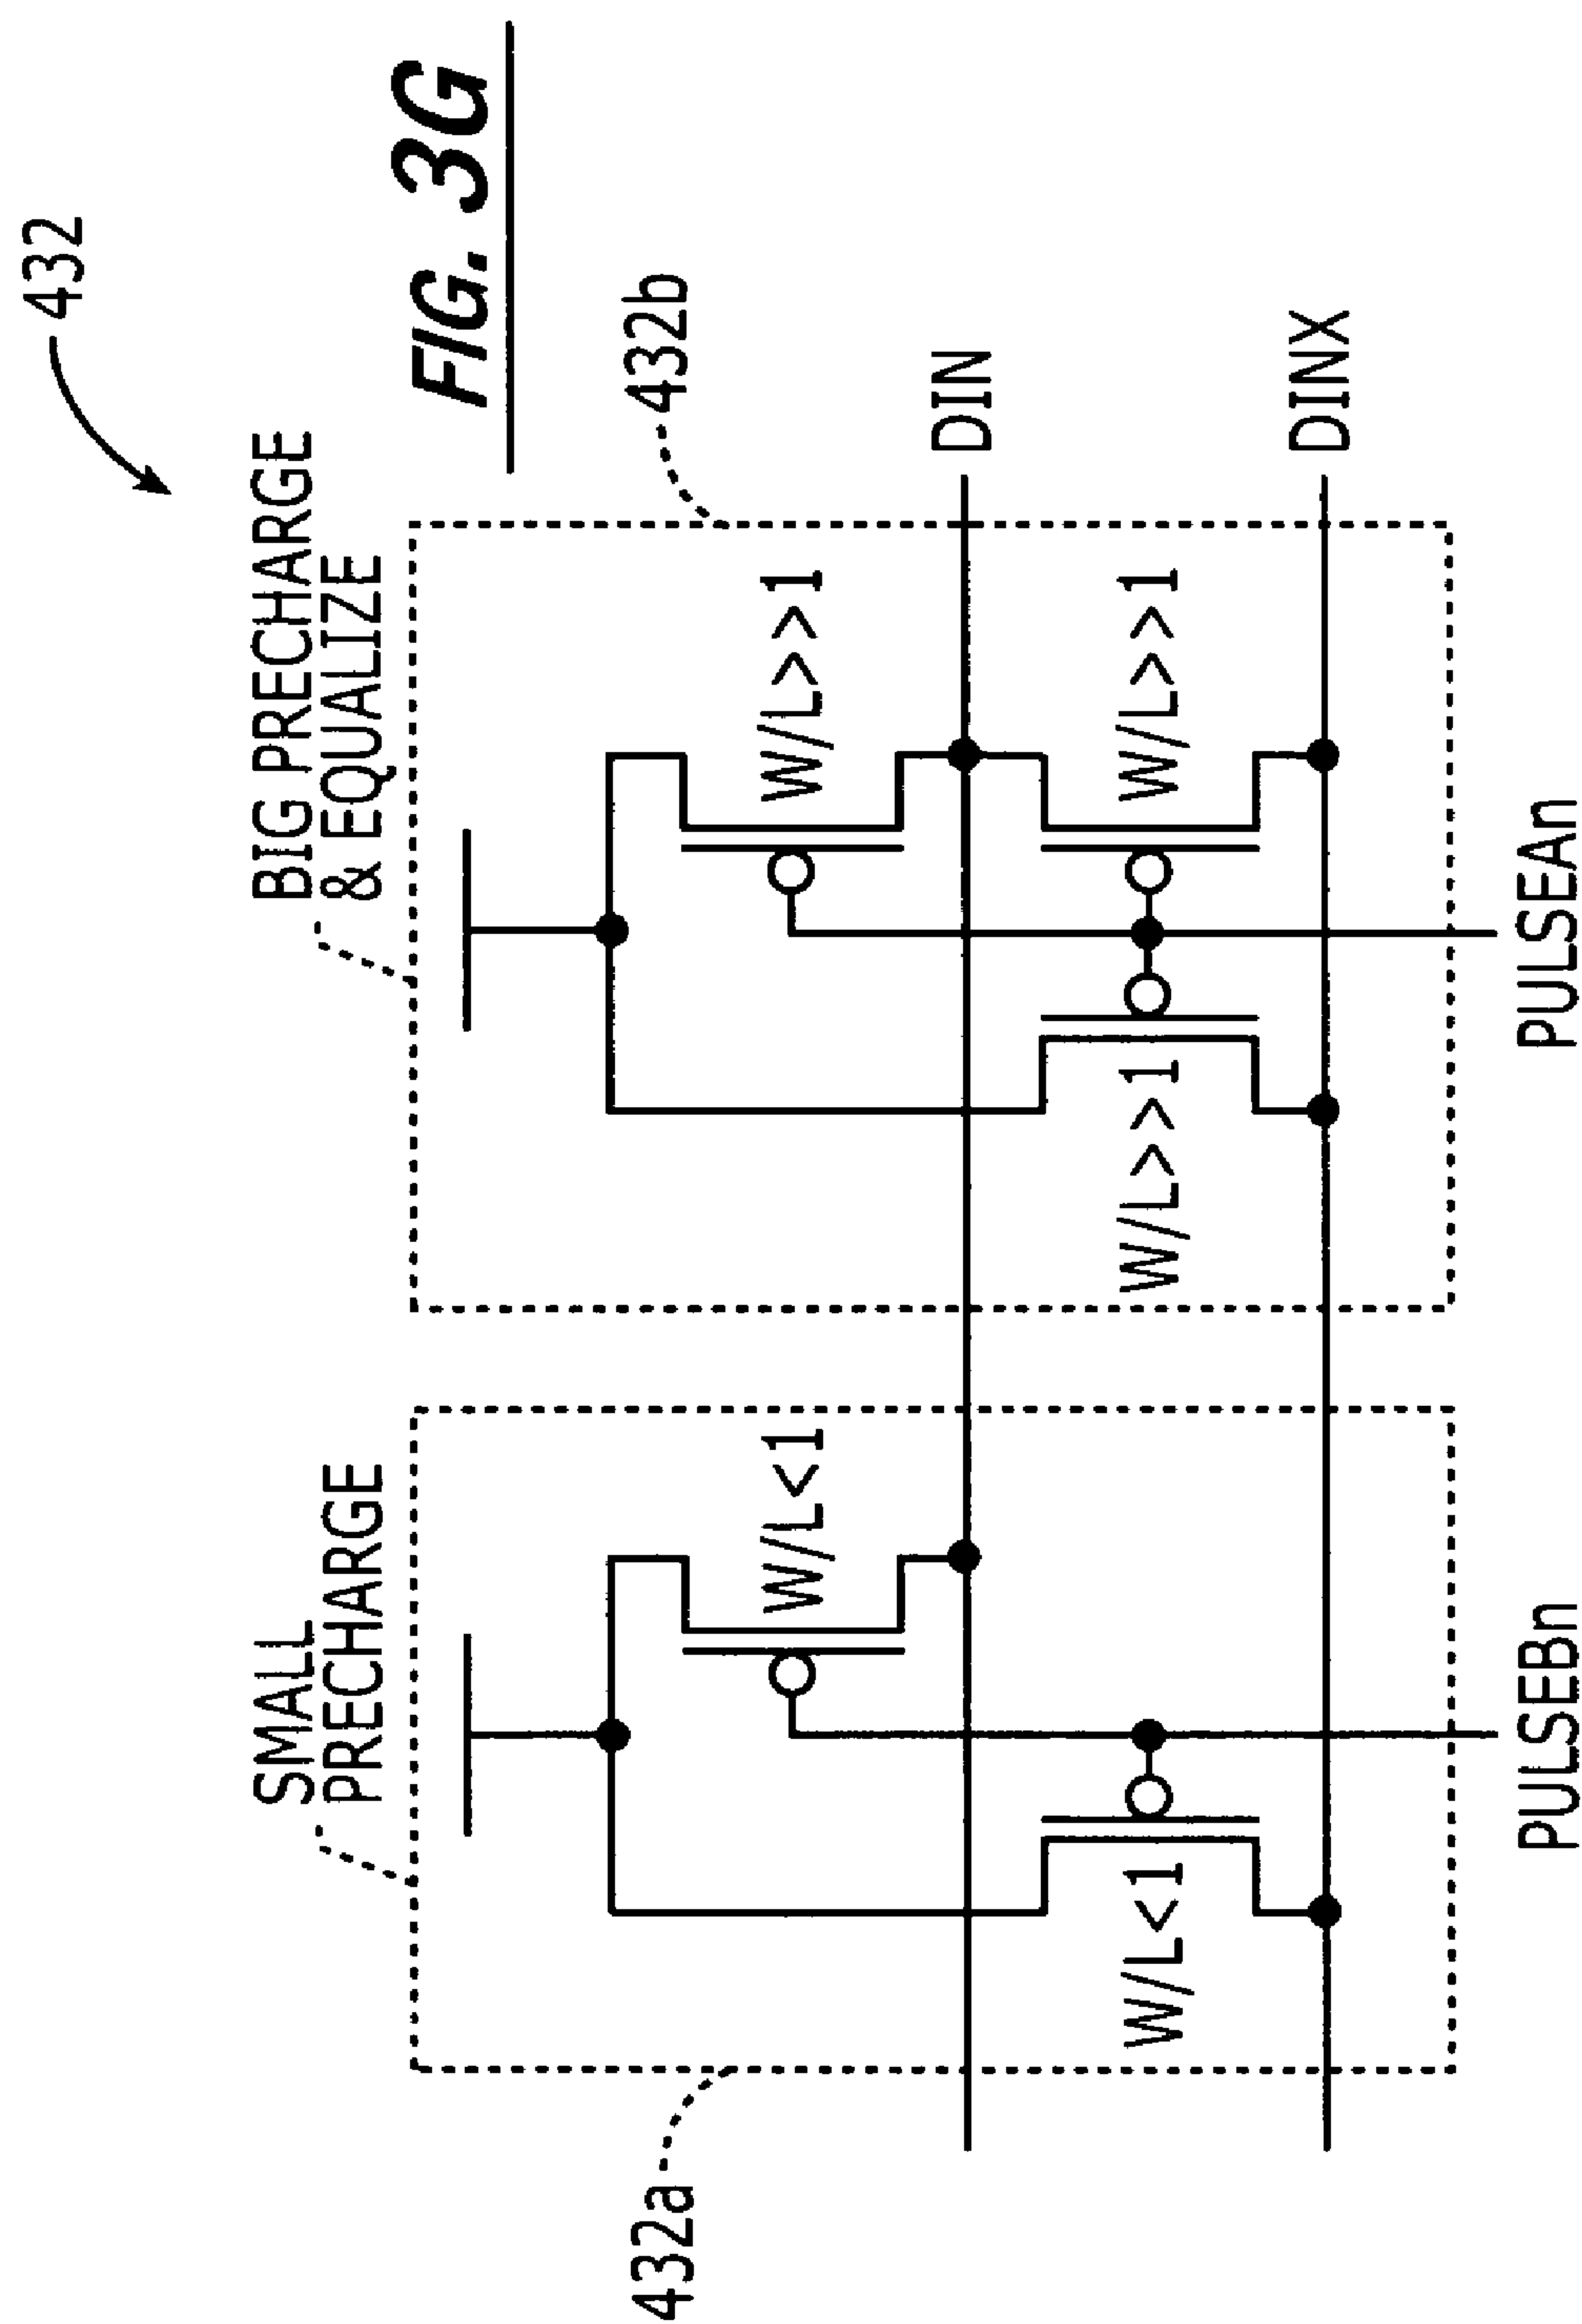 432
FIG. 3G
SMALL
PRECHARGE
BIG PRECHARGE
& EQUALIZE
432a
432b
W/L<1
W/L>>1
DIN
W/L<1
W/L>>1
W/L>>1
DINX
PULSEBn
PULSEAn